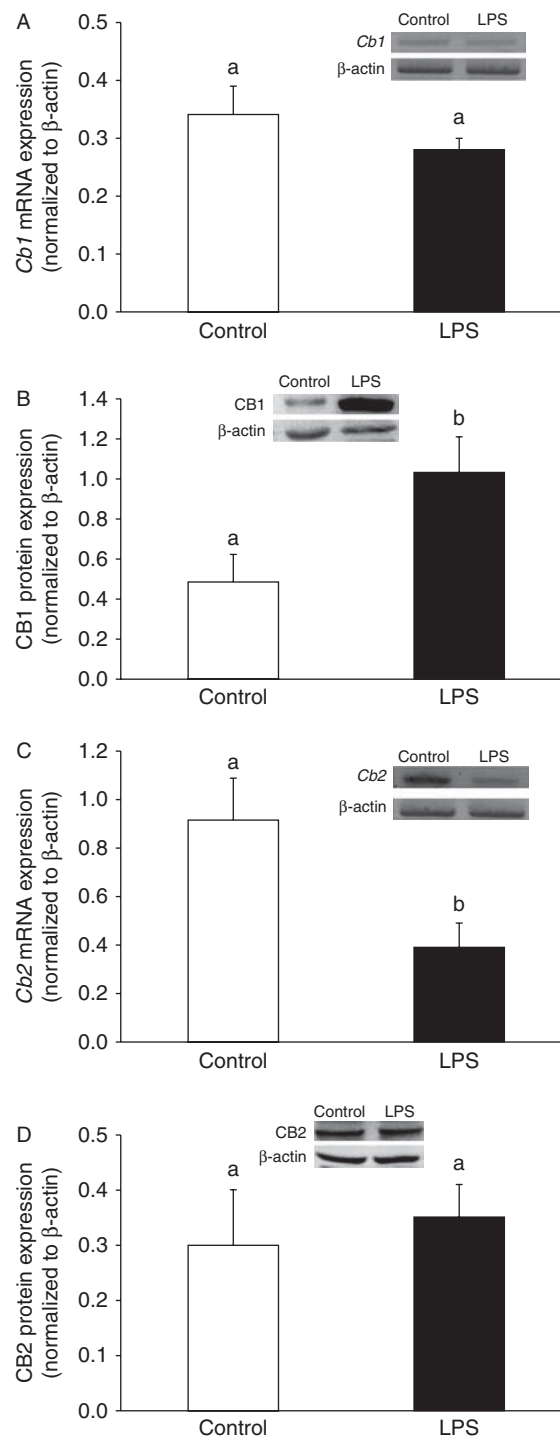 A
Cb1 mRNA expression
(normalized to β-actin)
0.5
0.4
0.3
0.2
0.1
0.0
a
a
Control LPS
Cb1
β-actin
Control LPS
B
CB1 protein expression
(normalized to β-actin)
1.4
1.2
1.0
0.8
0.6
0.4
0.2
0.0
a
b
Control LPS
CB1
β-actin
Control LPS
C
Cb2 mRNA expression
(normalized to β-actin)
1.2
1.0
0.8
0.6
0.4
0.2
0.0
a
b
Control LPS
Cb2
β-actin
Control LPS
D
CB2 protein expression
(normalized to β-actin)
0.5
0.4
0.3
0.2
0.1
0.0
a
a
Control LPS
CB2
β-actin
Control LPS